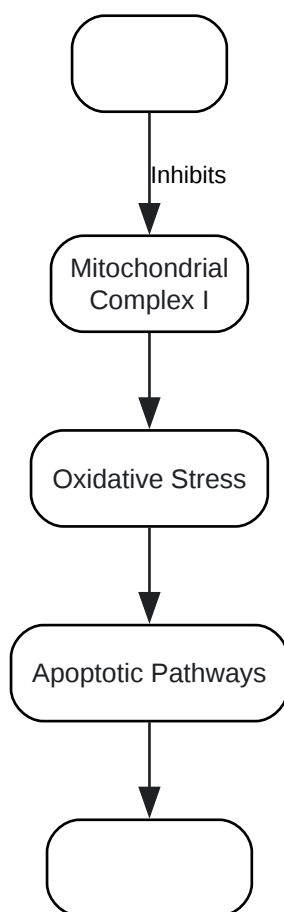 Inhibits
Mitochondrial
Complex I
Oxidative Stress
Apoptotic Pathways